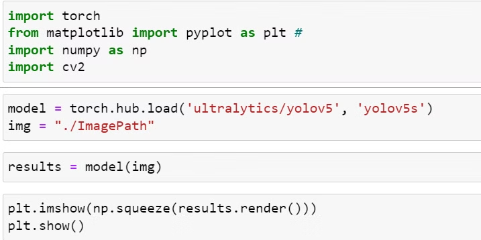 import torch
from matplotlib import pyplot as plt #
import numpy as np
import cv2
model = torch.hub.load('ultralytics/yolov5', 'yolov5s')
img = "./ImagePath"
results = model(img)
plt.imshow(np.squeeze(results.render()))
plt.show()